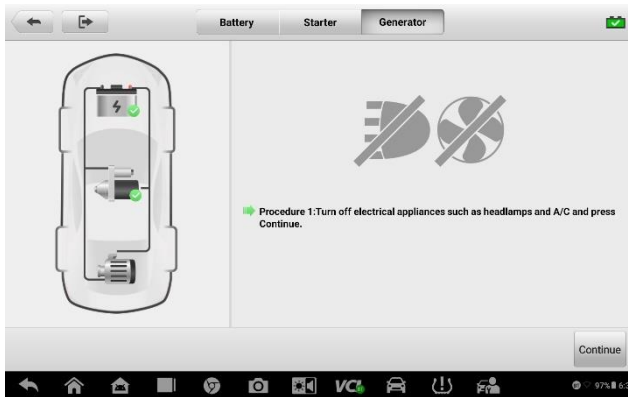 Battery
Starter
Generator
Procedure 1:Turn off electrical appliances such as headlamps and A/C and press
Continue.
Continue
VCI
97%